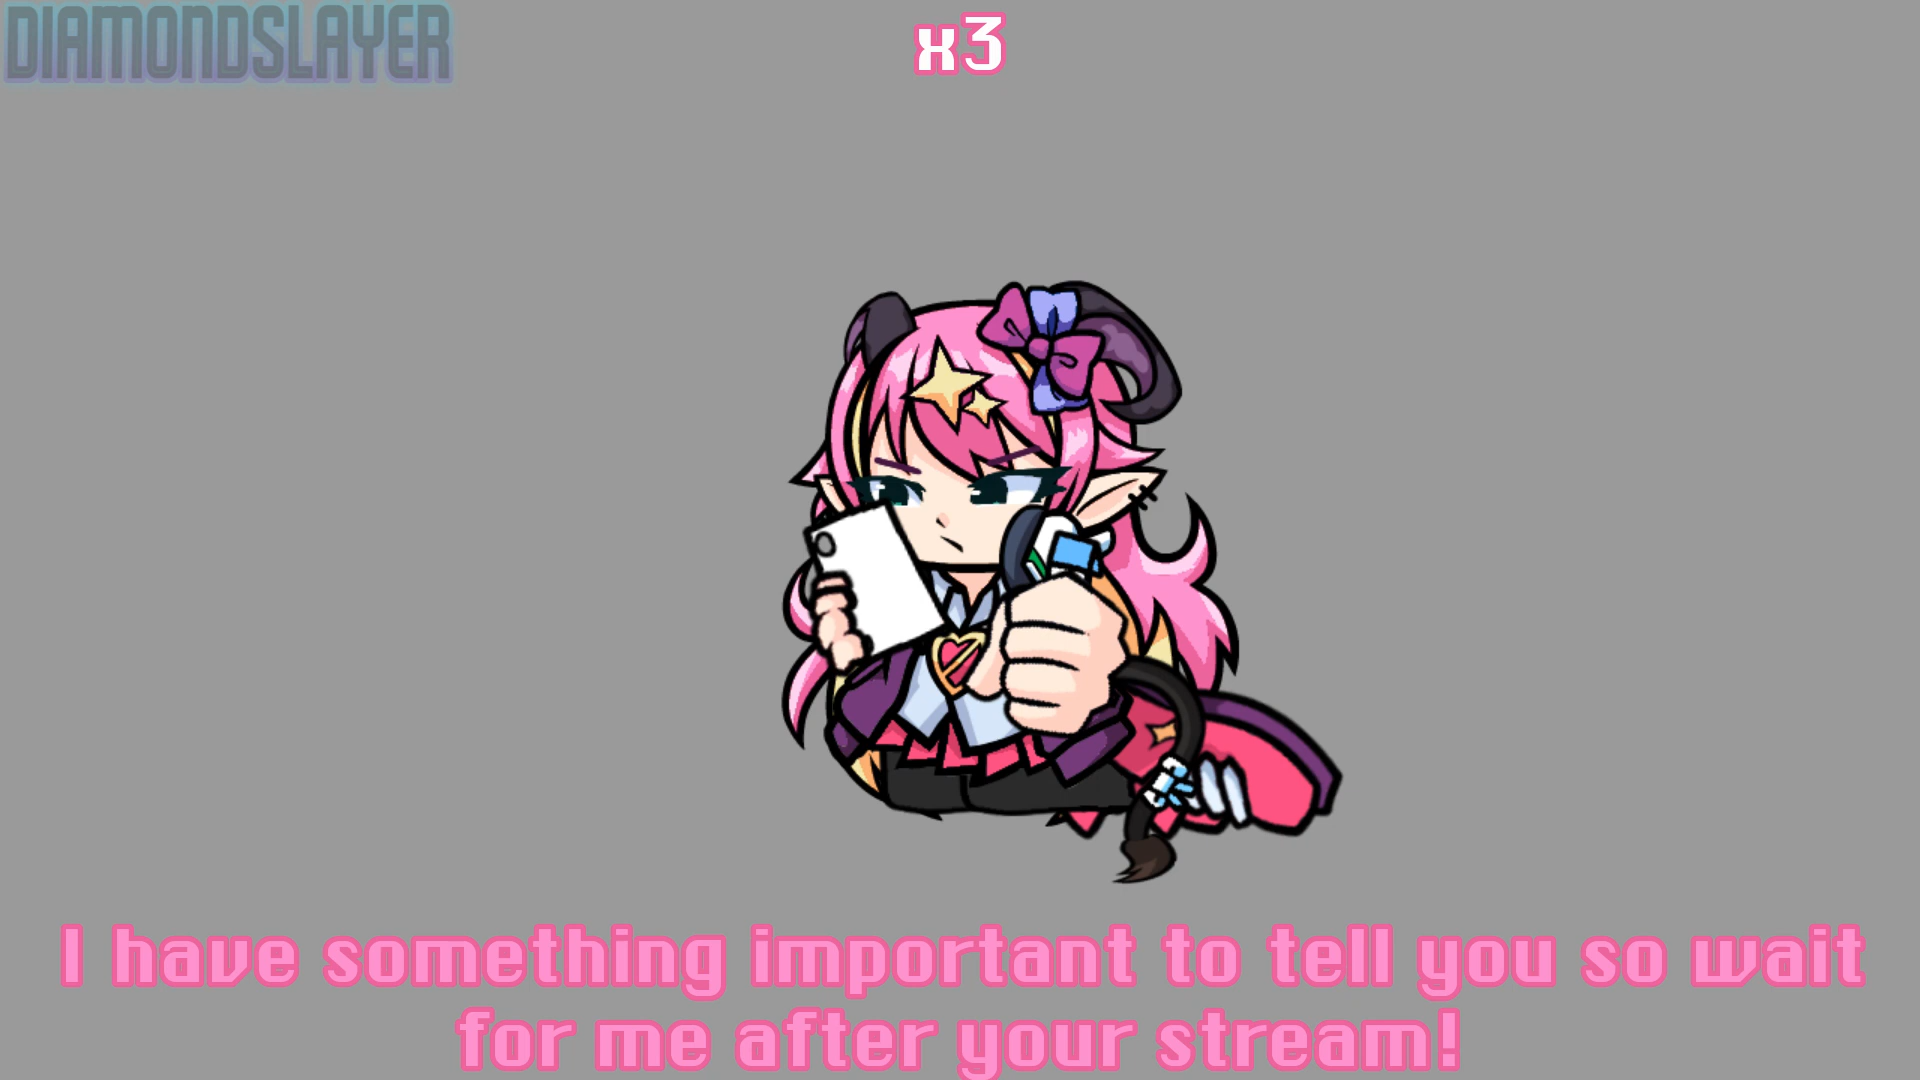 DIAMONDSLAYER
x3
I have something important to tell you so wait
for me after your stream!